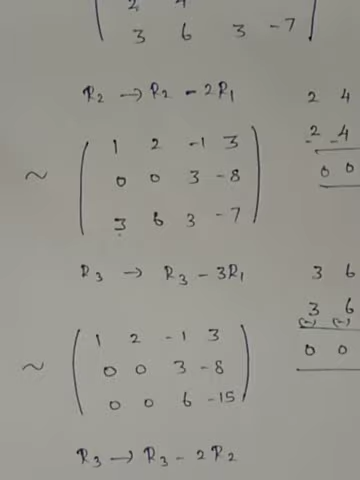 2 4
3 6 3 -7
R2 → R2 - 2R1
2 4
~ 1 2 -1 3
-2 -4
0 0 3 -8
0 0
3 6 3 -7
R3 → R3 - 3R1
3 6
3 6
(-) (-)
~ 1 2 -1 3
0 0 3 -8
0 0
0 0 6 -15
R3 → R3 - 2R2